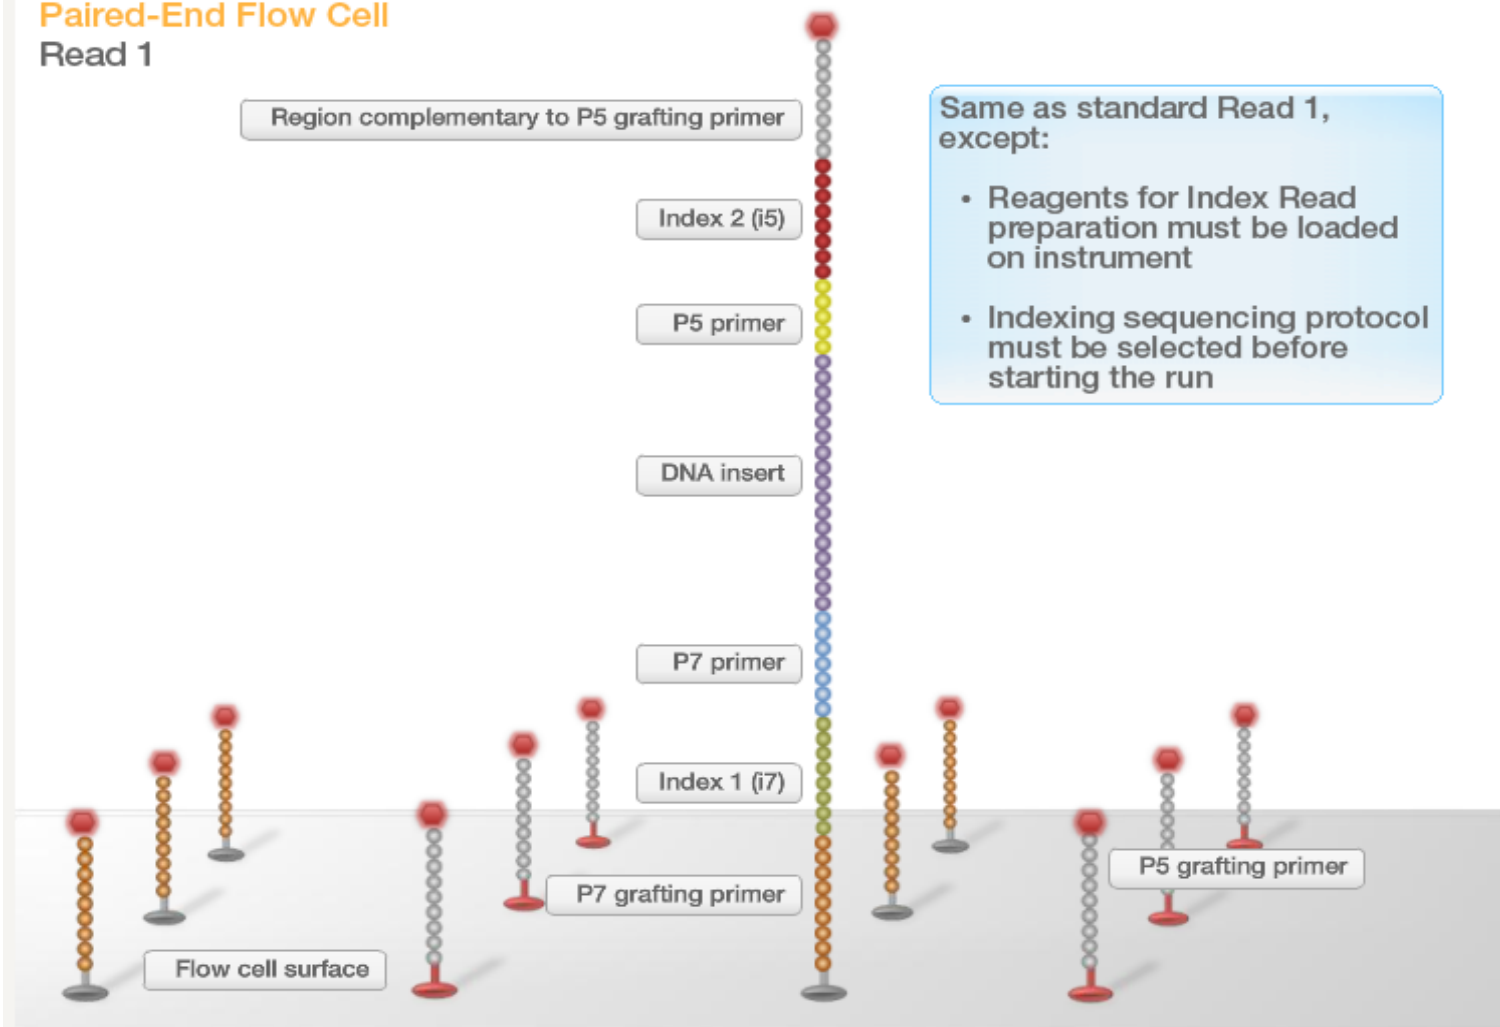 Paired-End Flow Cell
Read 1
Region complementary to P5 grafting primer
Same as standard Read 1,
except:
• Reagents for Index Read
preparation must be loaded
on instrument
• Indexing sequencing protocol
must be selected before
starting the run
Index 2 (i5)
P5 primer
DNA insert
P7 primer
Index 1 (i7)
P5 grafting primer
P7 grafting primer
Flow cell surface